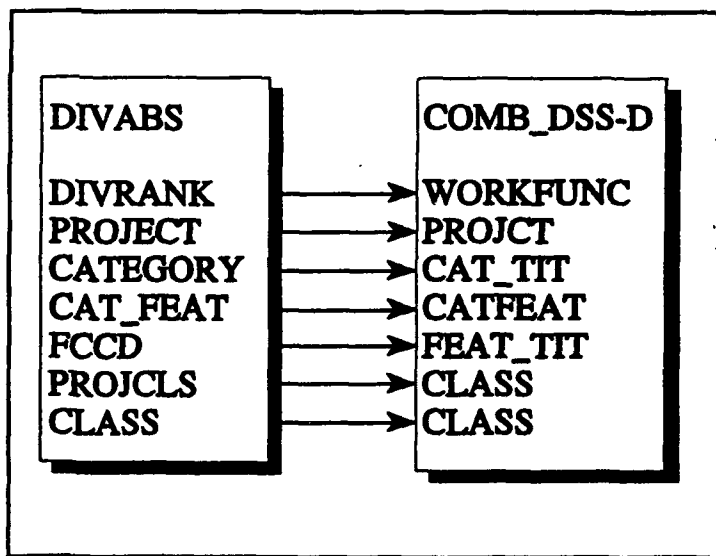 DIVABS
DIVRANK
PROJECT
CATEGORY
CAT_FEAT
FCCD
PROJCLS
CLASS
COMB_DSS-D
WORKFUNC
PROJCT
CAT_TIT
CATFEAT
FEAT_TIT
CLASS
CLASS